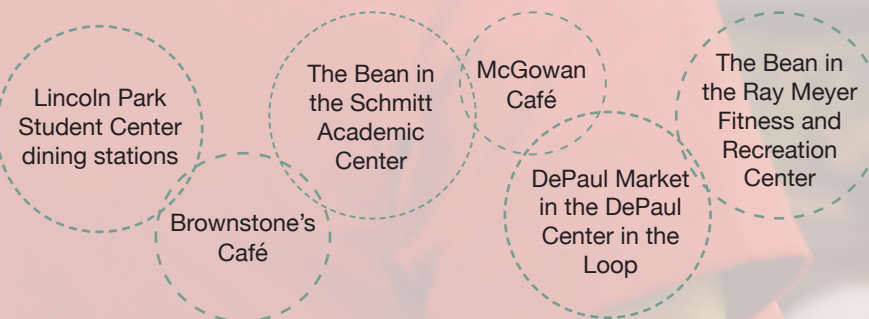 Lincoln Park
Student Center
dining stations
Brownstone’s
Café
The Bean in
the Schmitt
Academic
Center
McGowan
Café
DePaul Market
in the DePaul
Center in the
Loop
The Bean in
the Ray Meyer
Fitness and
Recreation
Center